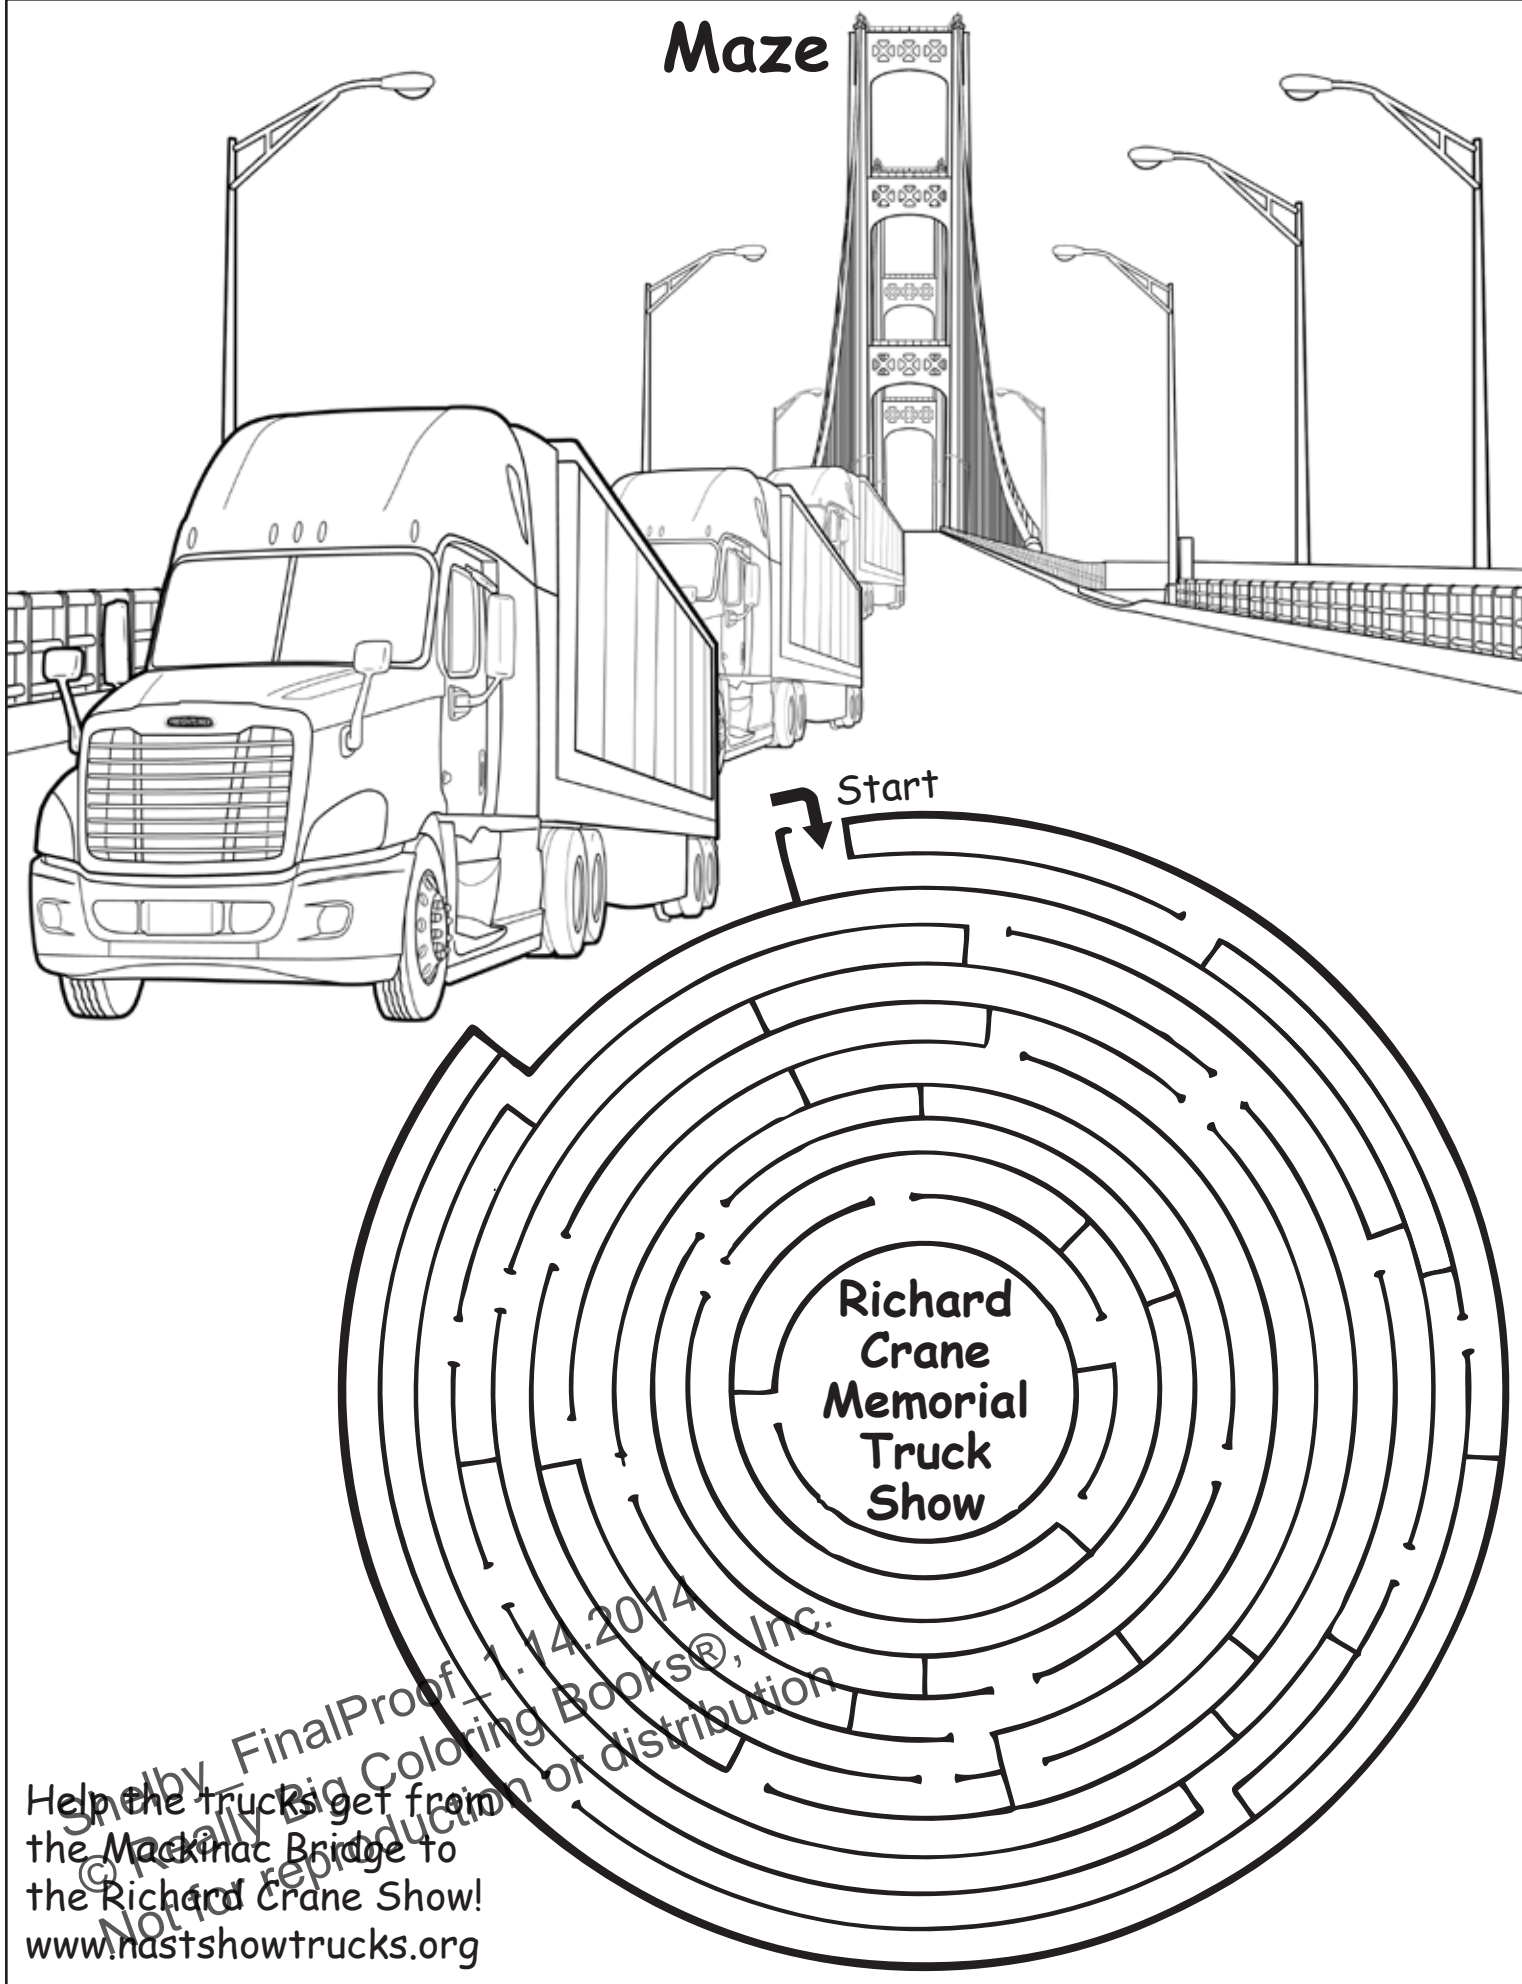 Maze
Start
Richard
Crane
Memorial
Truck
Show
Help the trucks get from
the Mackinac Bridge to
the Richard Crane Show!
www.nastshowtrucks.org
Shelby_FinalProof_1.14.2014
© Really Big Coloring Books®, Inc.
Not for reproduction or distribution